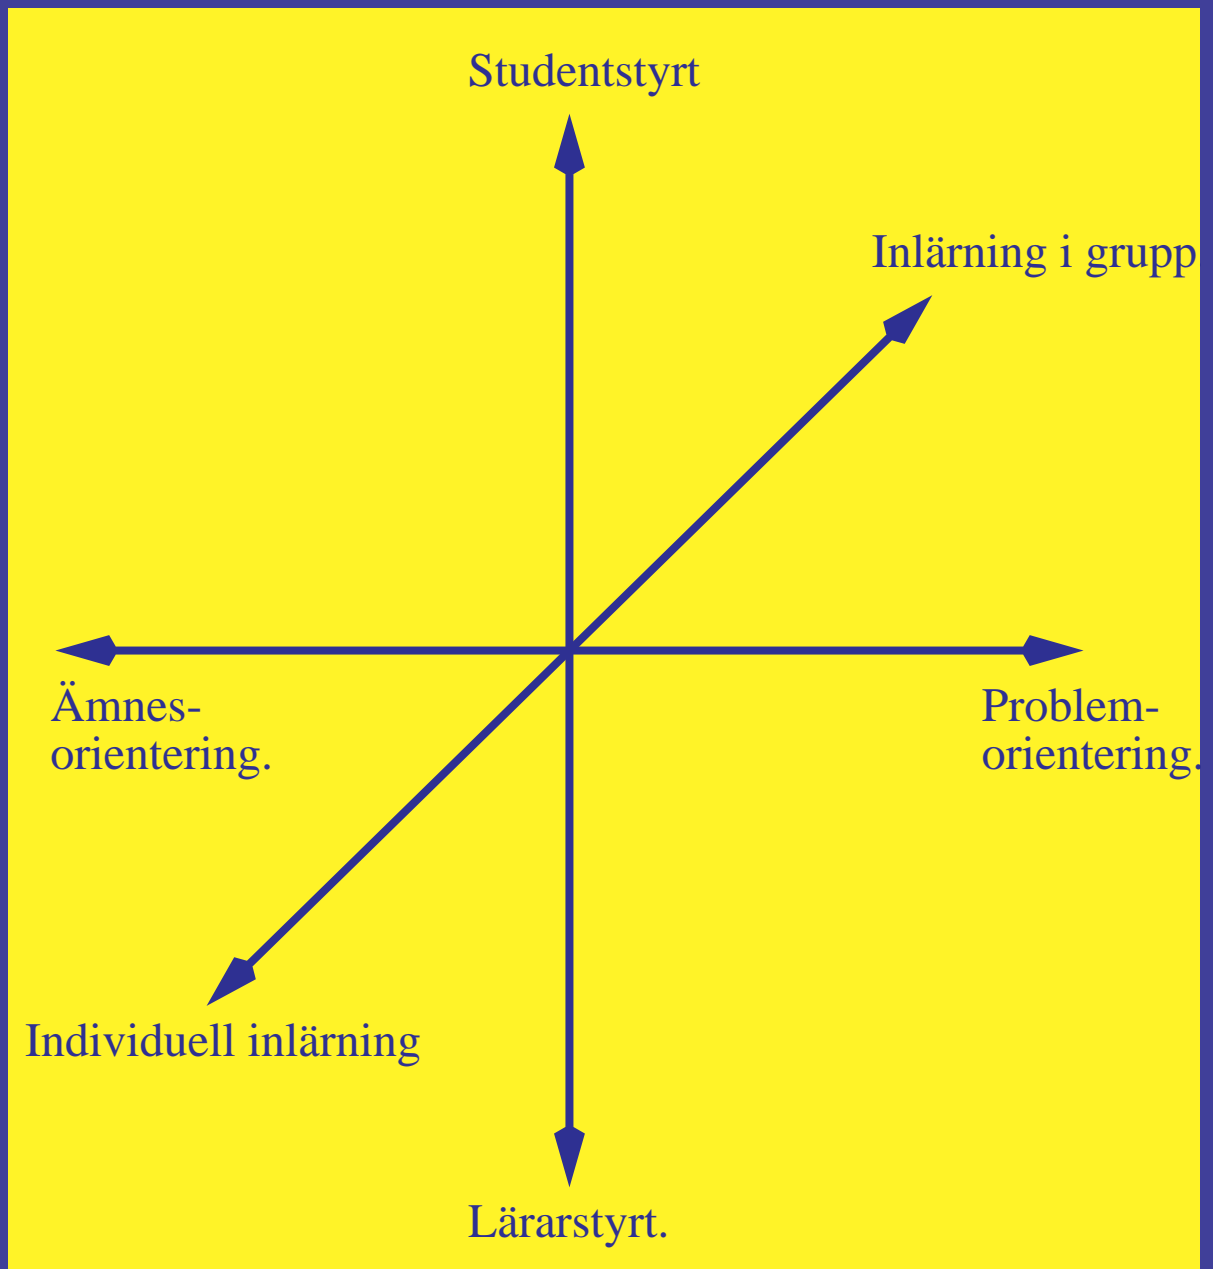 Studentstyrt
Inlärning i grupp
Ämnes-
orientering.
Problem-
orientering.
Individuell inlärning
Lärarstyrt.